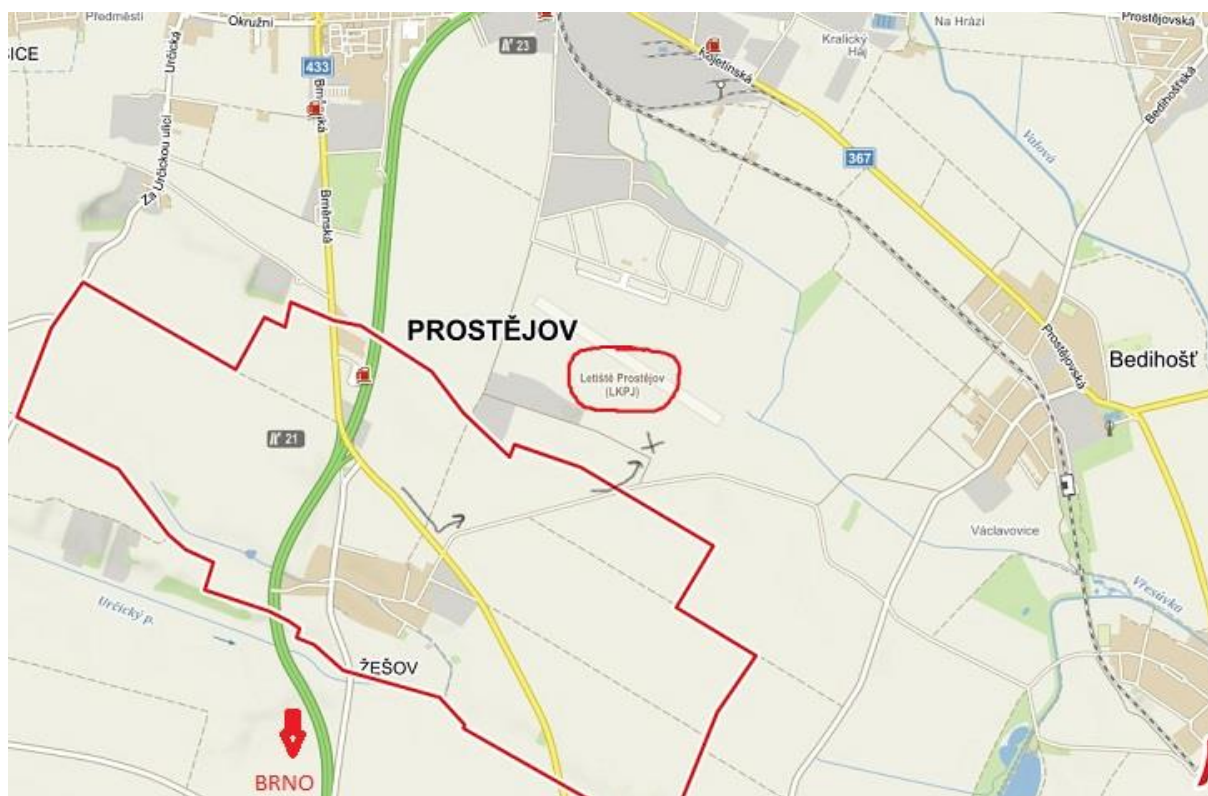 Předměstí
Okružní
Určická
Za Určickou ulicí
433
Brněnská
Brněnská
23
Kojetínská
Kralický
Háj
Na Hrázi
Prostějovská
Bedihošťská
Valová
367
PROSTĚJOV
Letiště Prostějov
(LKPJ)
Prostějovská
Bedihošť
21
Václavovice
Určický p.
ŽEŠOV
Vřesůvka
BRNO